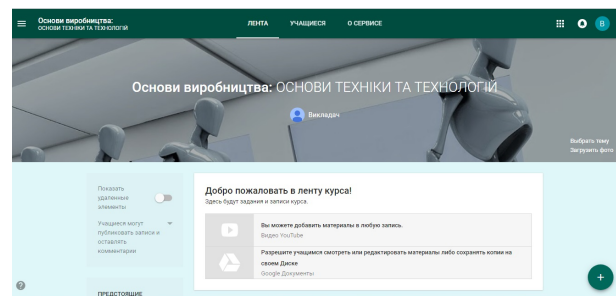 Основи виробництва:
ОСНОВИ ТЕХНІКИ ТА ТЕХНОЛОГІЙ
ЛЕНТА УЧАЩИЕСЯ О СЕРВИСЕ
В
Основи виробництва: ОСНОВИ ТЕХНІКИ ТА ТЕХНОЛОГІЙ
Викладач
Выбрать тему
Загрузить фото
Показать
удаленные
элементы
Учащиеся могут
публиковать записи и
оставлять
комментарии
ПРЕДСТОЯЩИЕ
Добро пожаловать в ленту курса!
Здесь будут задания и записи курса.
Вы можете добавить материалы в любую запись.
Видео YouTube
Разрешите учащимся смотреть или редактировать материалы либо сохранять копии на
своем Диске
Google Документы